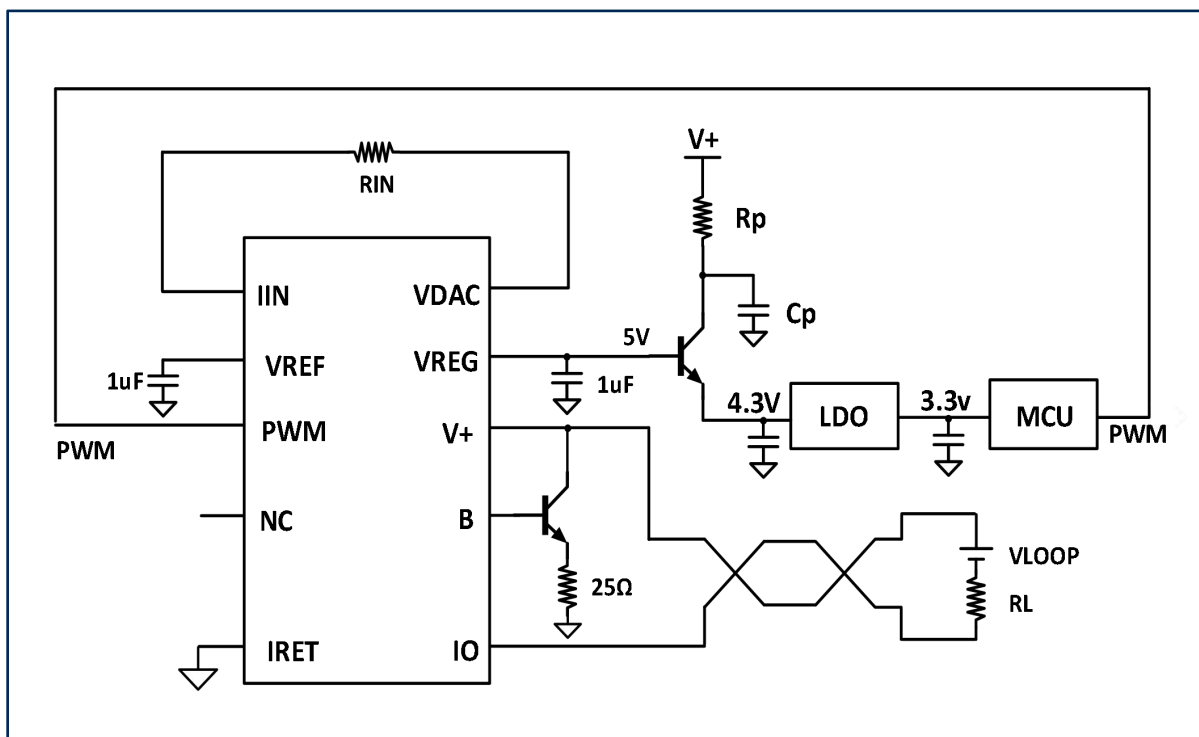 V+
RIN
Rp
IIN
VDAC
Cp
5V
VREF
VREG
1uF
1uF
4.3V
LDO
3.3v
MCU
PWM
PWM
V+
PWM
NC
B
VLOOP
25Ω
RL
IRET
IO